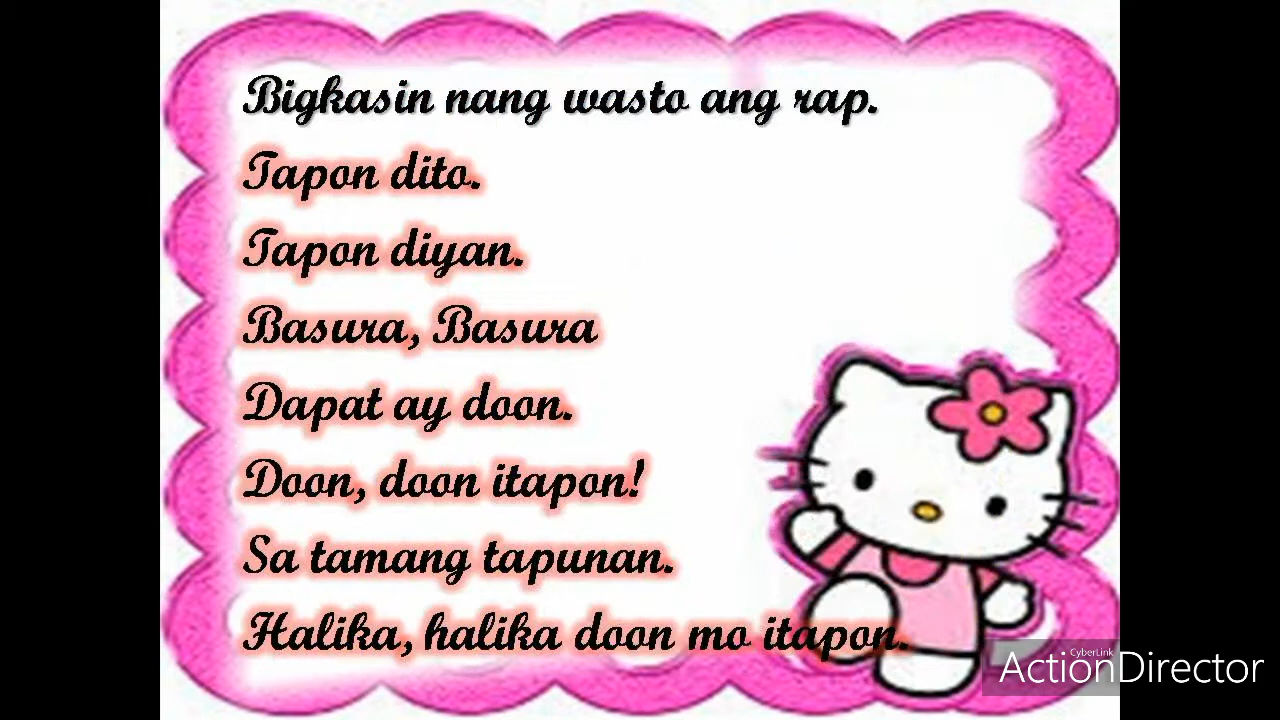 Bigkasin nang wasto ang rap.
Tapon dito.
Tapon diyan.
Basura, Basura
Dapat ay doon.
Doon, doon itapon!
Sa tamang tapunan.
Halika, halika doon mo itapon.
CyberLink
ActionDirector